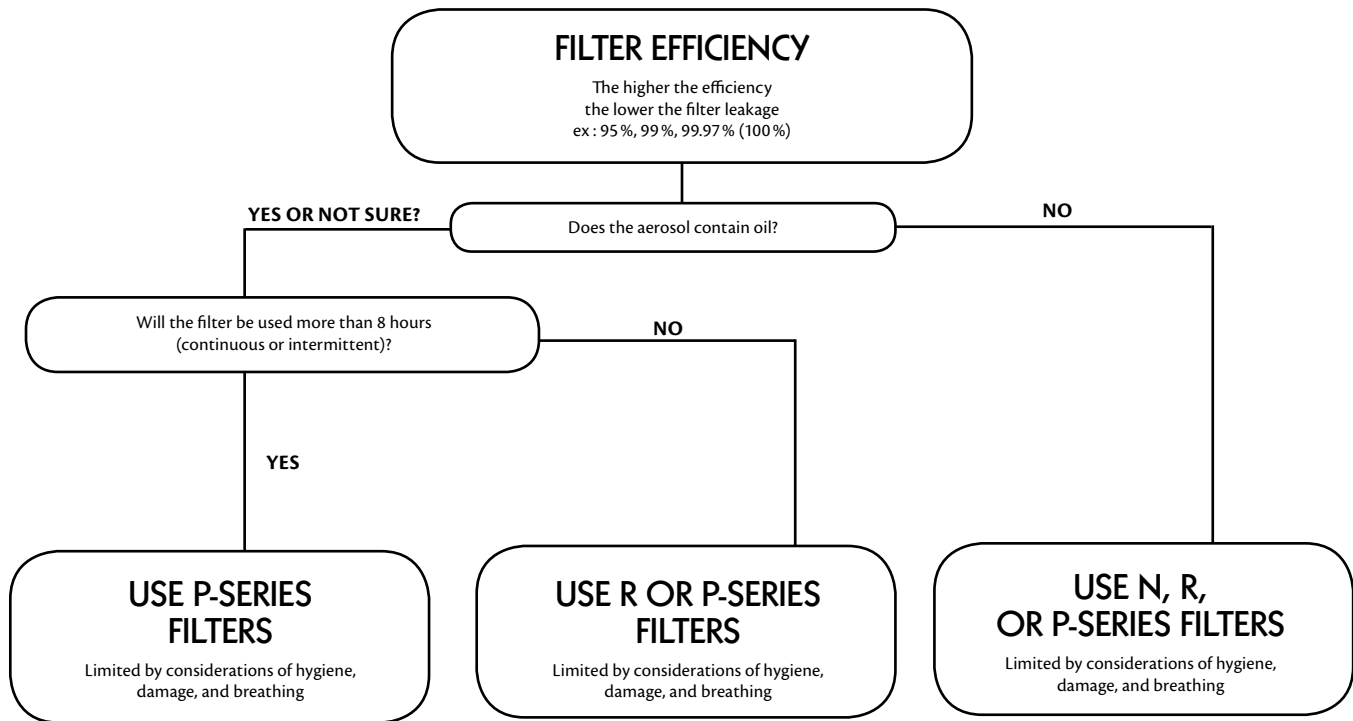 FILTER EFFICIENCY
The higher the efficiency
the lower the filter leakage
ex : 95 %, 99 %, 99.97 % (100 %)
YES OR NOT SURE?
Does the aerosol contain oil?
NO
Will the filter be used more than 8 hours
(continuous or intermittent)?
NO
YES
USE P-SERIES
FILTERS
Limited by considerations of hygiene,
damage, and breathing
USE R OR P-SERIES
FILTERS
Limited by considerations of hygiene,
damage, and breathing
USE N, R,
OR P-SERIES FILTERS
Limited by considerations of hygiene,
damage, and breathing